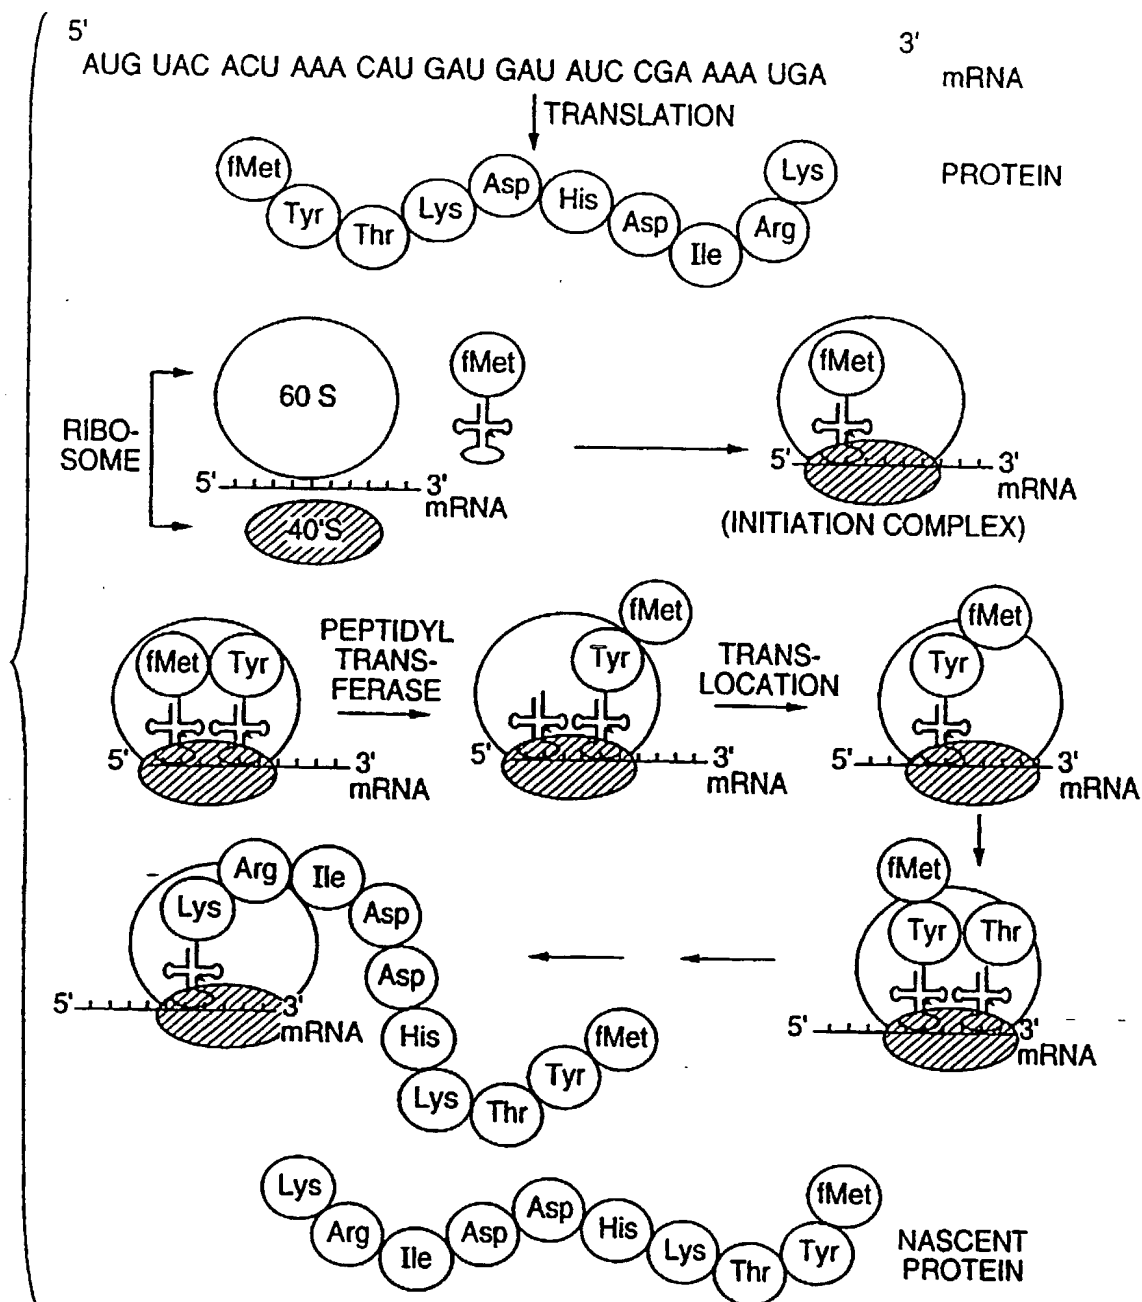 5' 3'
AUG UAC ACU AAA CAU GAU GAU AUC CGA AAA UGA mRNA
TRANSLATION
fMet Tyr Thr Lys Asp His Asp Ile Arg Lys PROTEIN
RIBO-
SOME
60 S
5' 3'
mRNA
40'S
fMet
fMet
5' 3'
mRNA
(INITIATION COMPLEX)
fMet Tyr
5' 3'
mRNA
PEPTIDYL
TRANS-
FERASE
fMet
Tyr
5' 3'
mRNA
TRANS-
LOCATION
fMet
Tyr
5' 3'
mRNA
fMet
Tyr Thr
5' 3'
mRNA
Lys Arg Ile Asp Asp His Lys Thr Tyr fMet
5' 3'
mRNA
Lys Arg Ile Asp Asp His Lys Thr Tyr fMet
NASCENT
PROTEIN